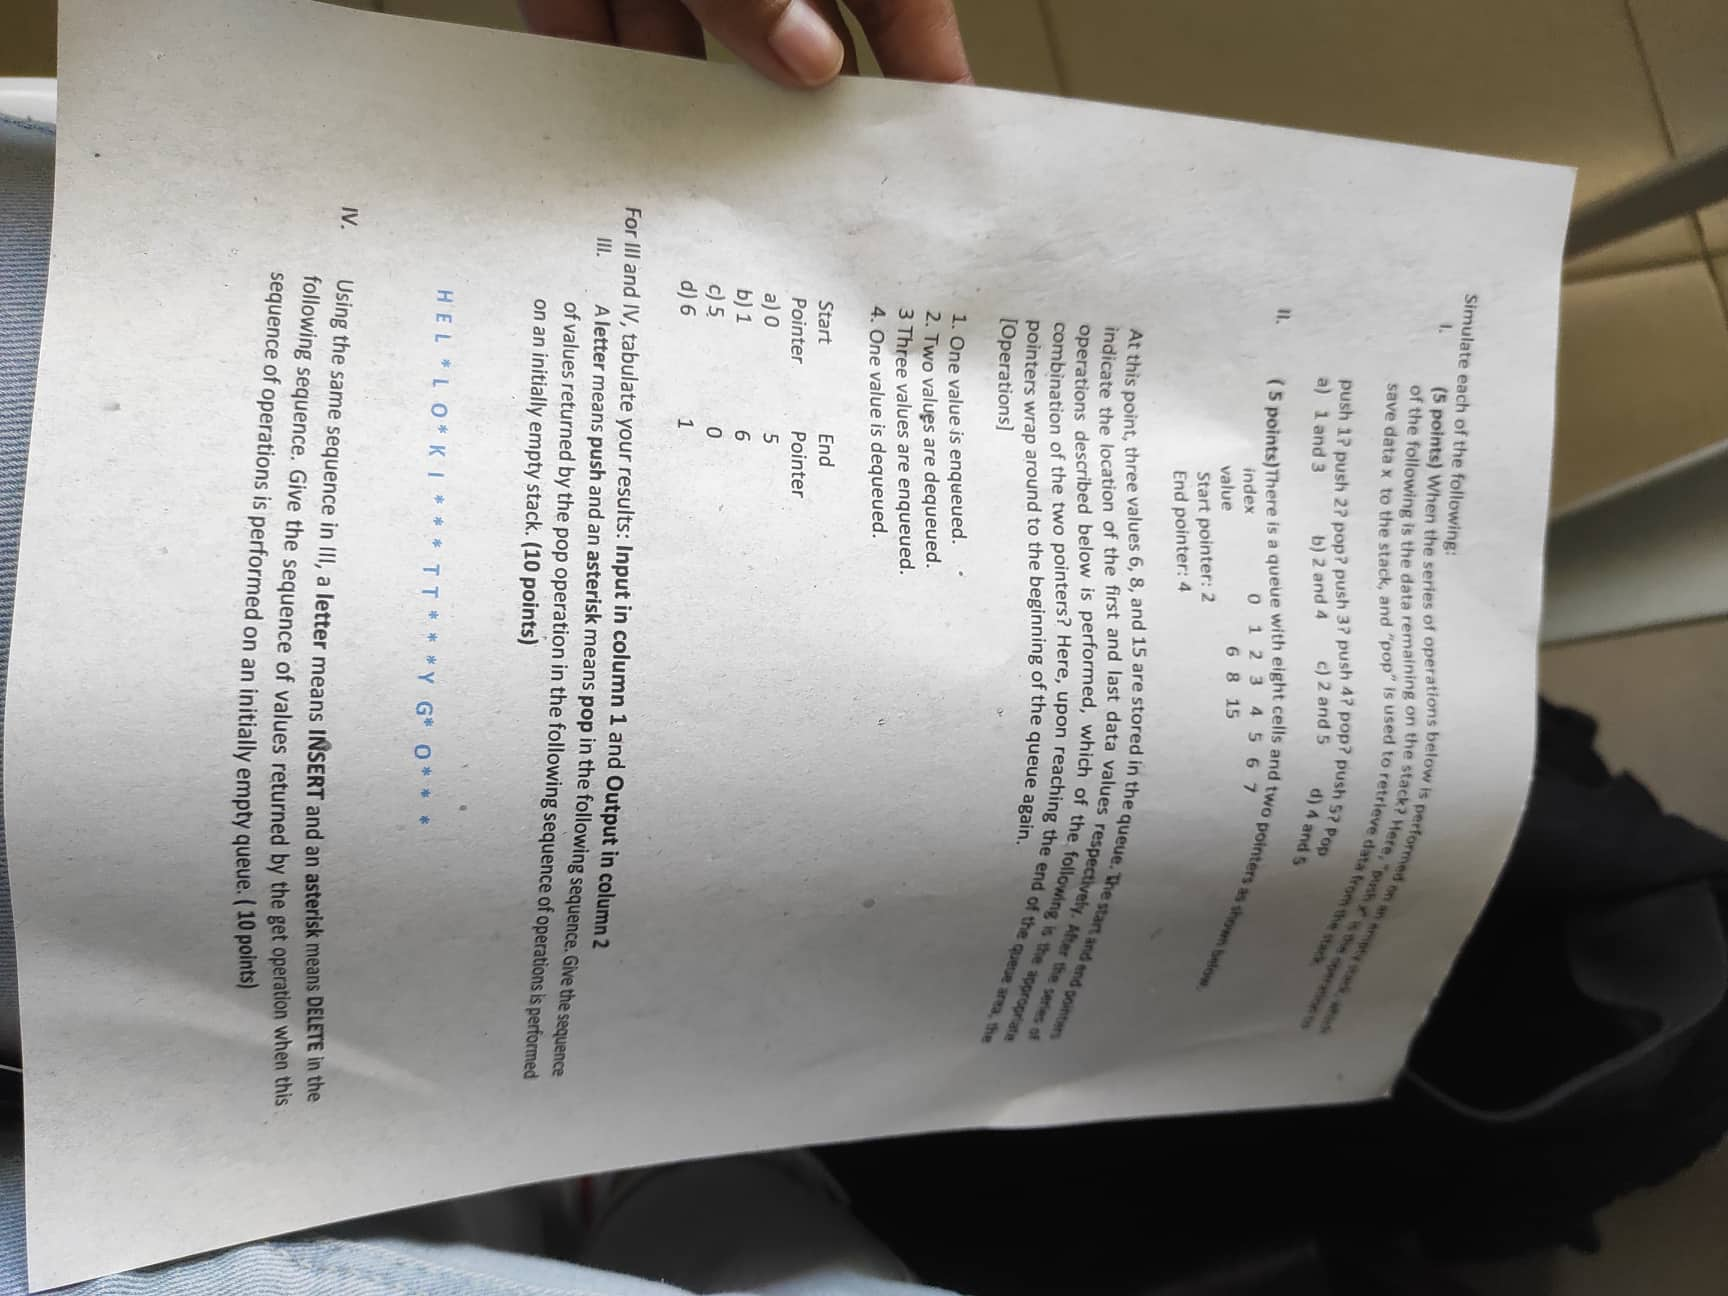 Simulate each of the following:
I. (5 points) When the series of operations below is performed on an empty stack, which
of the following is the data remaining on the stack? Here, "push x" is the operation to
save data x to the stack, and "pop" is used to retrieve data from the stack.
push 1? push 2? pop? push 3? push 4? pop? push 5? Pop
a) 1 and 3 b) 2 and 4 c) 2 and 5 d) 4 and 5
II. ( 5 points)There is a queue with eight cells and two pointers as shown below.
index 0 1 2 3 4 5 6 7
value 6 8 15
Start pointer: 2
End pointer: 4
At this point, three values 6, 8, and 15 are stored in the queue. The start and end pointers
indicate the location of the first and last data values respectively. After the series of
operations described below is performed, which of the following is the appropriate
combination of the two pointers? Here, upon reaching the end of the queue area, the
pointers wrap around to the beginning of the queue again.
[Operations]
1. One value is enqueued.
2. Two values are dequeued.
3 Three values are enqueued.
4. One value is dequeued.
Start End
Pointer Pointer
a) 0 5
b) 1 6
c) 5 0
d) 6 1
For III and IV, tabulate your results: Input in column 1 and Output in column 2
III. A letter means push and an asterisk means pop in the following sequence. Give the sequence
of values returned by the pop operation in the following sequence of operations is performed
on an initially empty stack. (10 points)
H E L * L O * K I * * * T T * * * Y G* O * * *
IV. Using the same sequence in III, a letter means INSERT and an asterisk means DELETE in the
following sequence. Give the sequence of values returned by the get operation when this
sequence of operations is performed on an initially empty queue. ( 10 points)